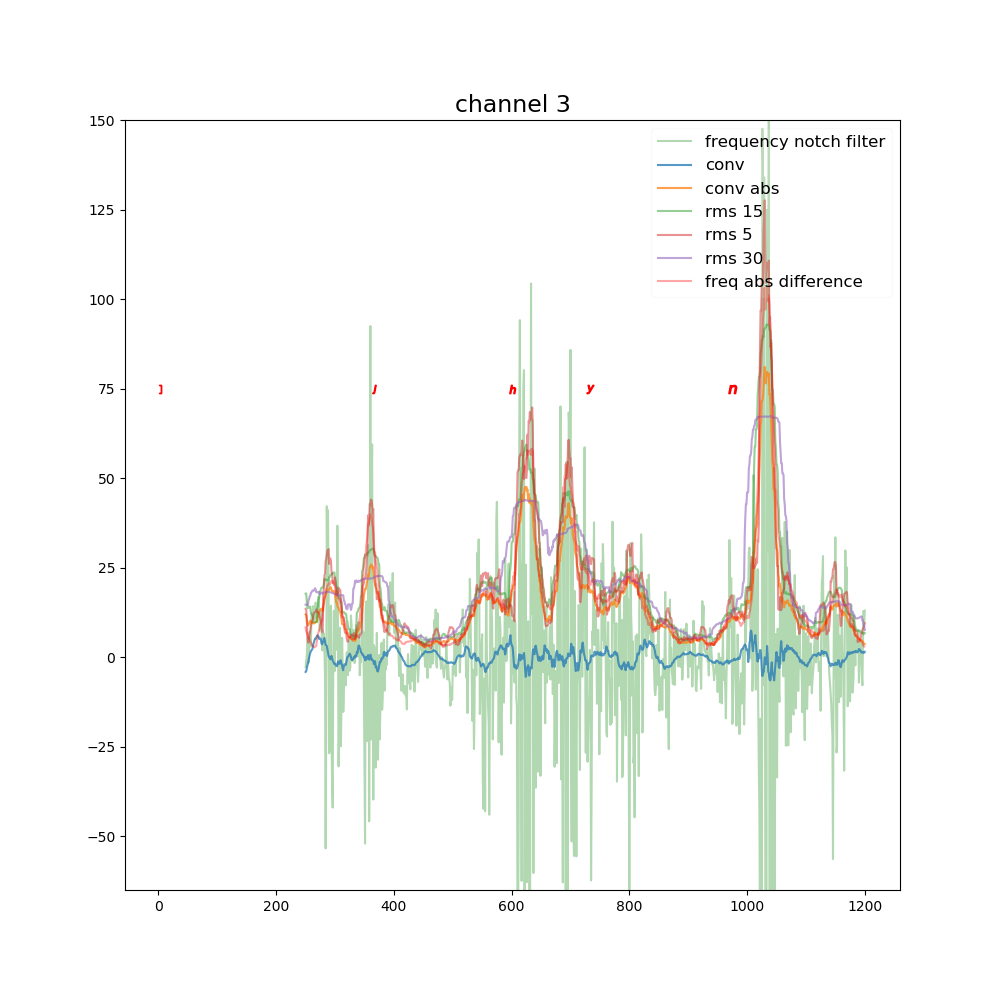 channel 3
150
125
100
75
50
25
0
−25
−50
frequency notch filter
conv
conv abs
rms 15
rms 5
rms 30
freq abs difference
h y n
0 200 400 600 800 1000 1200